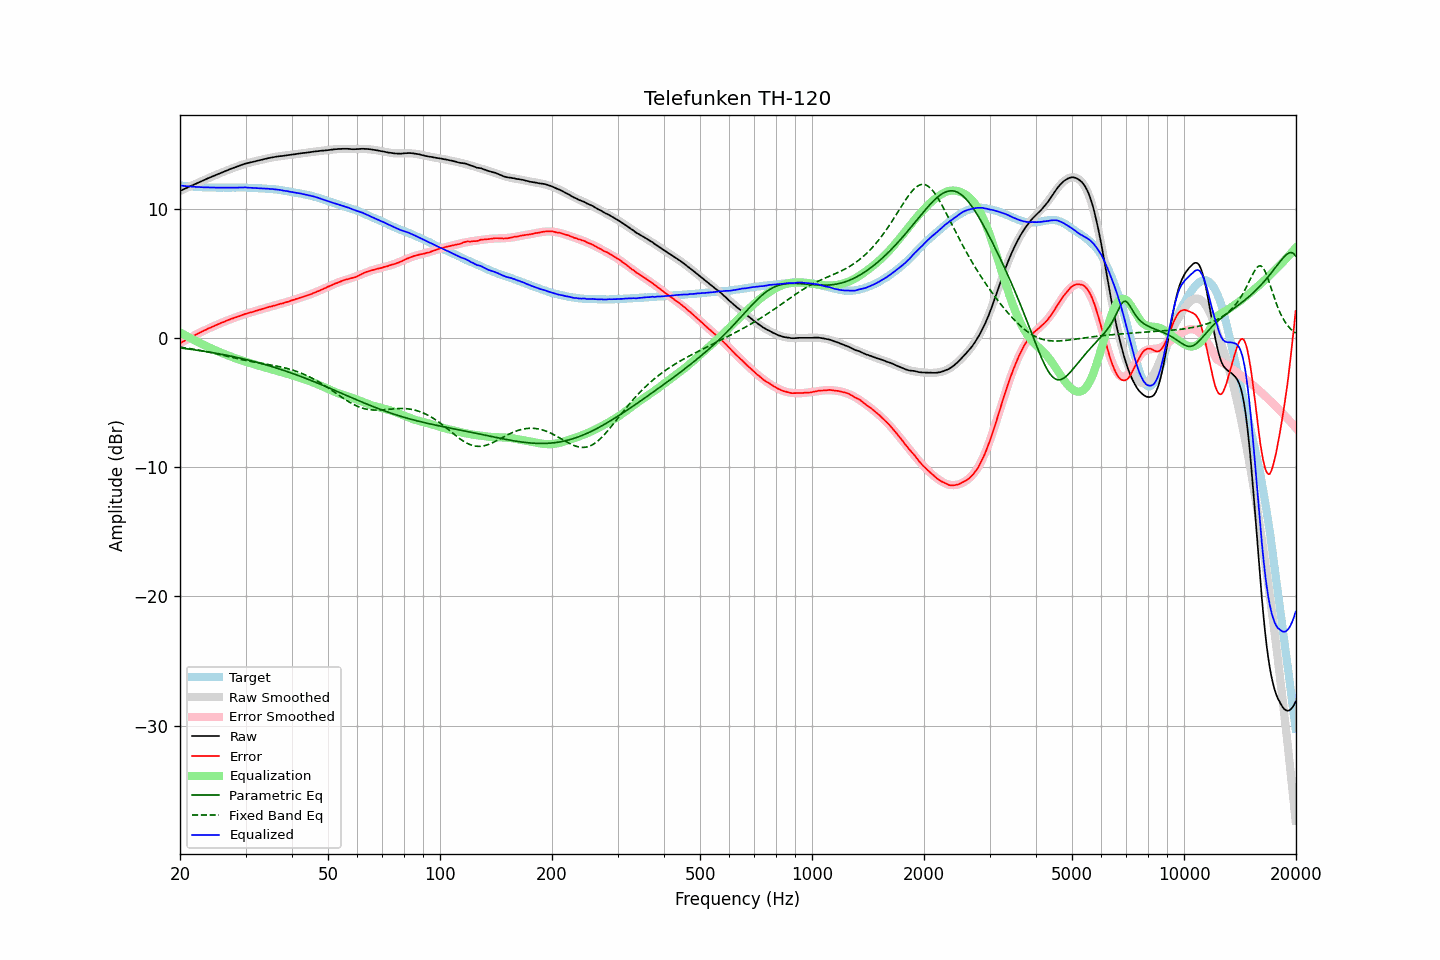 Telefunken TH-120
Amplitude (dBr)
10
0
−10
−20
−30
Target
Raw Smoothed
Error Smoothed
Raw
Error
Equalization
Parametric Eq
Fixed Band Eq
Equalized
20 50 100 200 500 1000 2000 5000 10000 20000
Frequency (Hz)